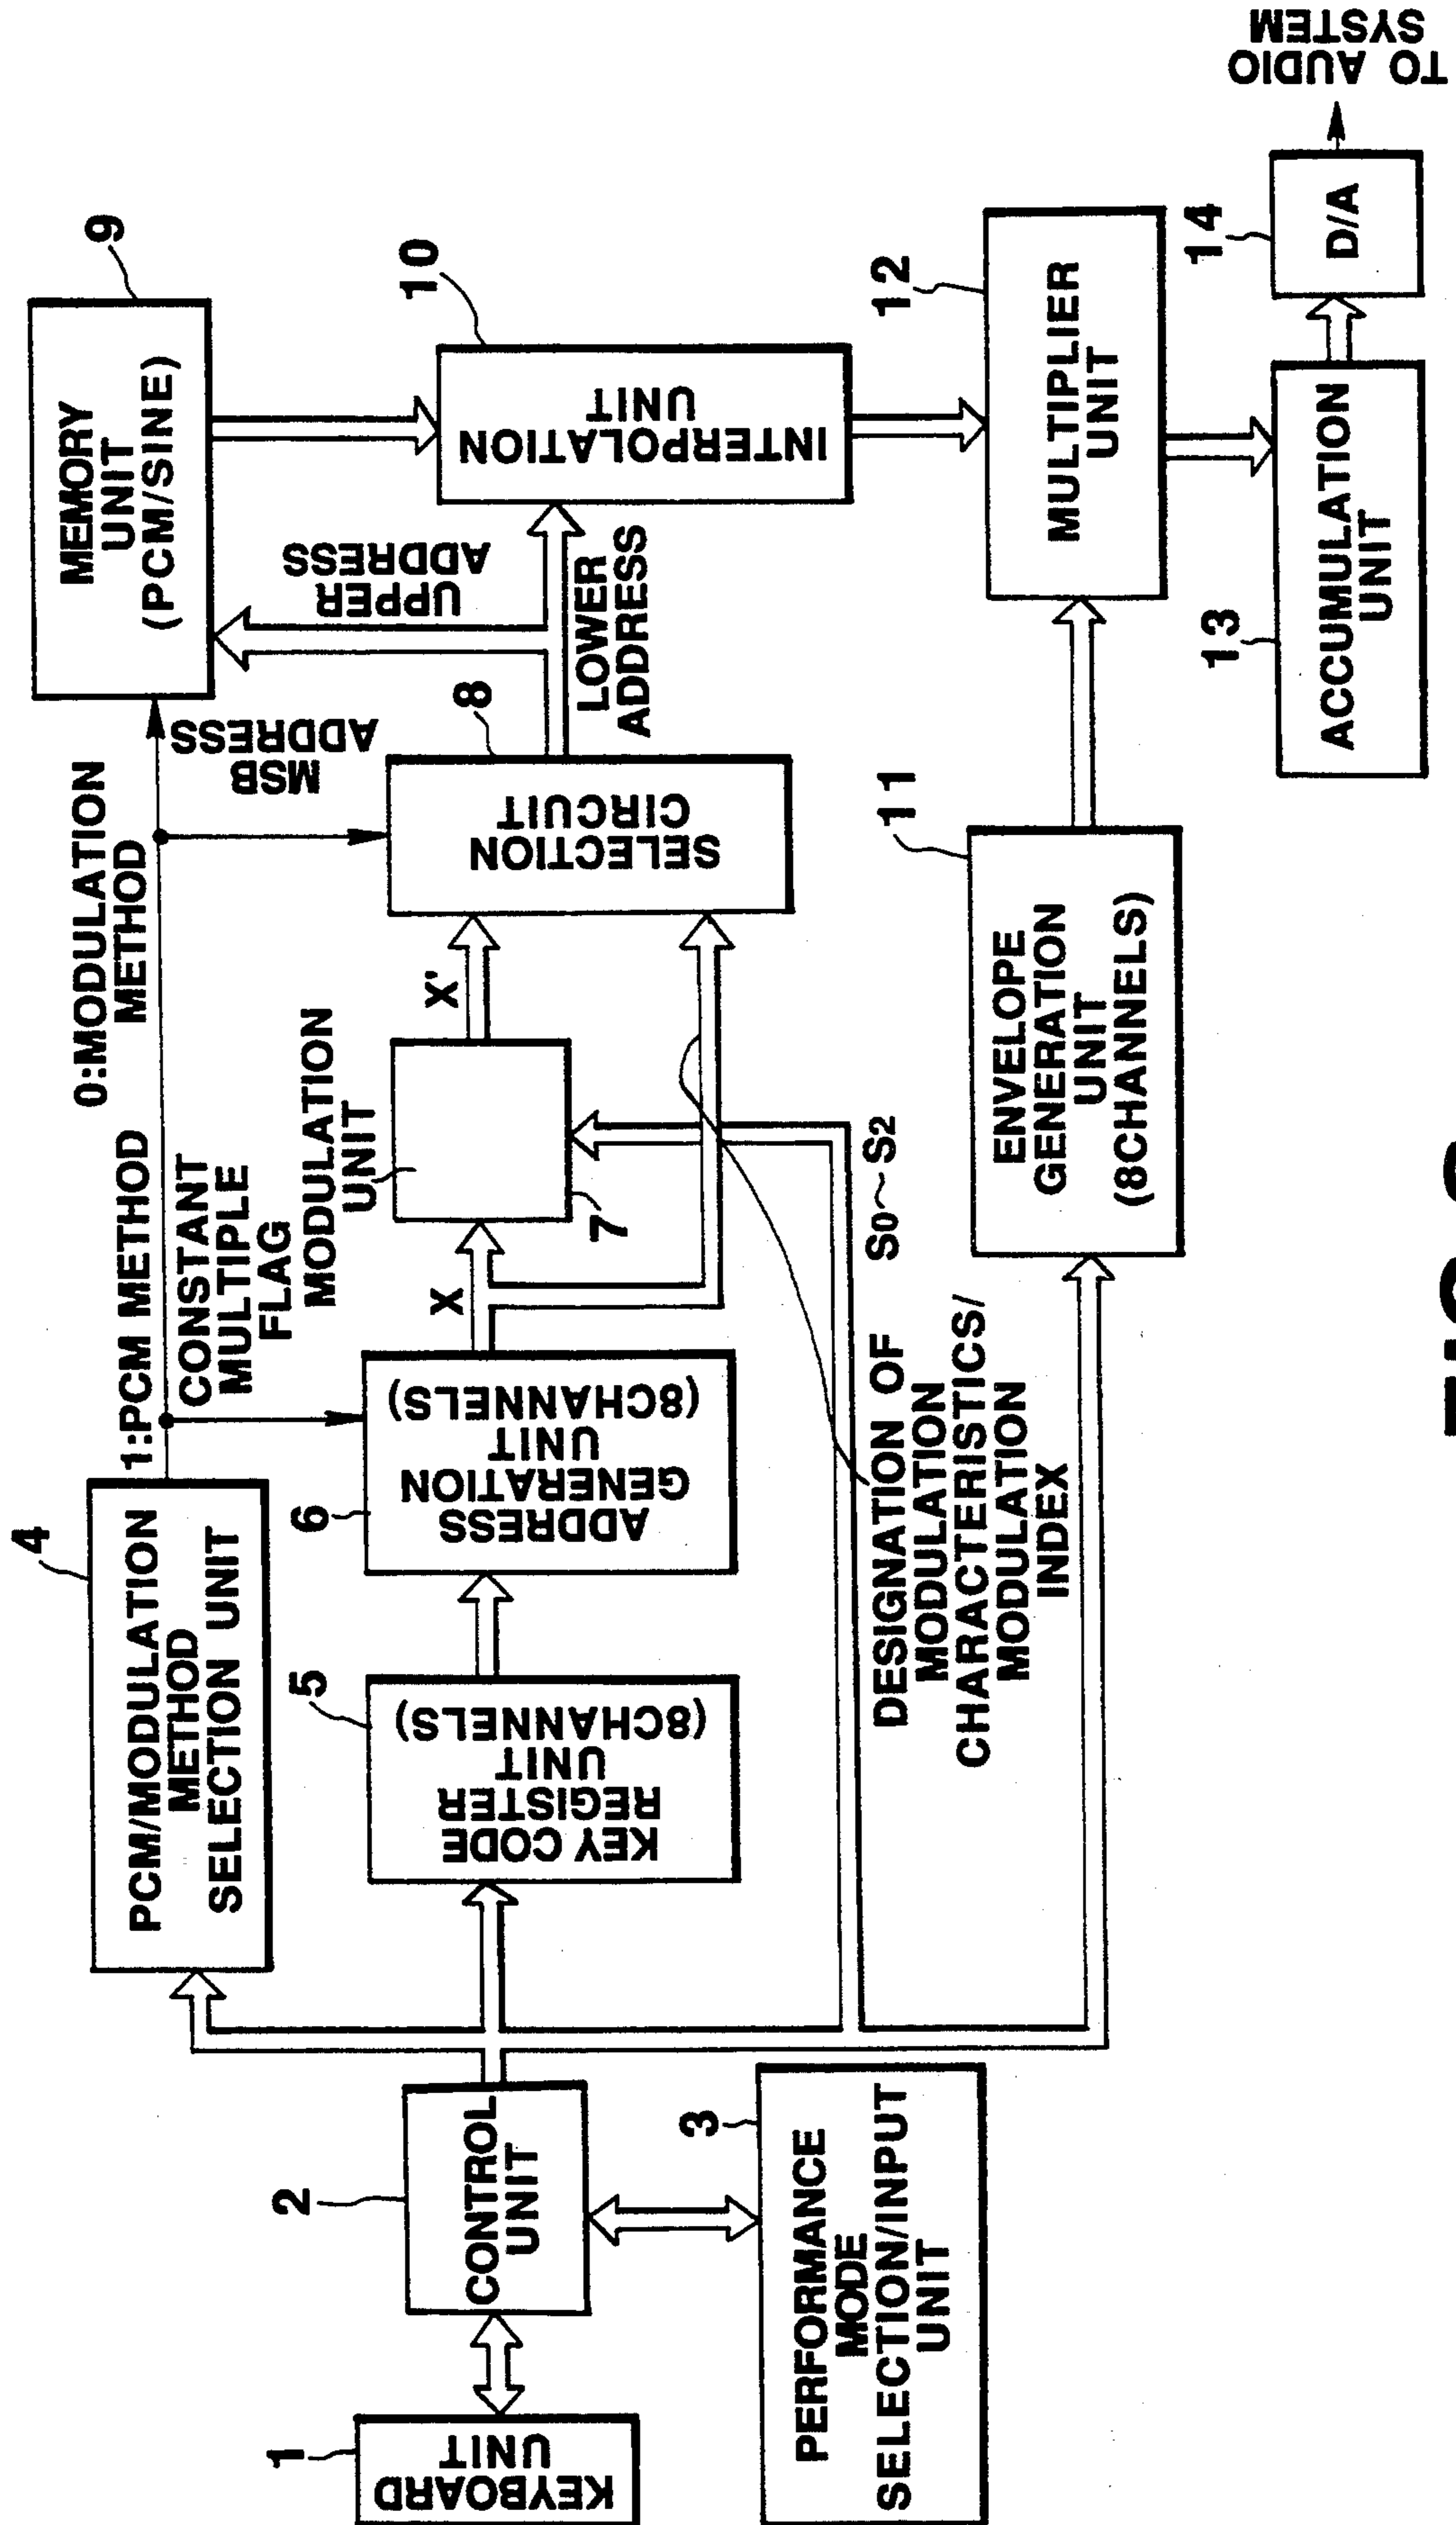 1
KEYBOARD
UNIT
2
CONTROL
UNIT
3
PERFORMANCE
MODE
SELECTION/INPUT
UNIT
4
PCM/MODULATION
METHOD
SELECTION UNIT
1:PCM METHOD
0:MODULATION
METHOD
CONSTANT
MULTIPLE
FLAG
5
KEY CODE
REGISTER
UNIT
(8CHANNELS)
6
ADDRESS
GENERATION
UNIT
(8CHANNELS)
X
MODULATION
UNIT
7
X'
8
SELECTION
CIRCUIT
MSB
ADDRESS
UPPER
ADDRESS
LOWER
ADDRESS
9
MEMORY
UNIT
(PCM/SINE)
10
INTERPOLATION
UNIT
S0~S2
DESIGNATION OF
MODULATION
CHARACTERISTICS/
MODULATION
INDEX
11
ENVELOPE
GENERATION
UNIT
(8CHANNELS)
12
MULTIPLIER
UNIT
13
ACCUMULATION
UNIT
14
D/A
TO AUDIO
SYSTEM